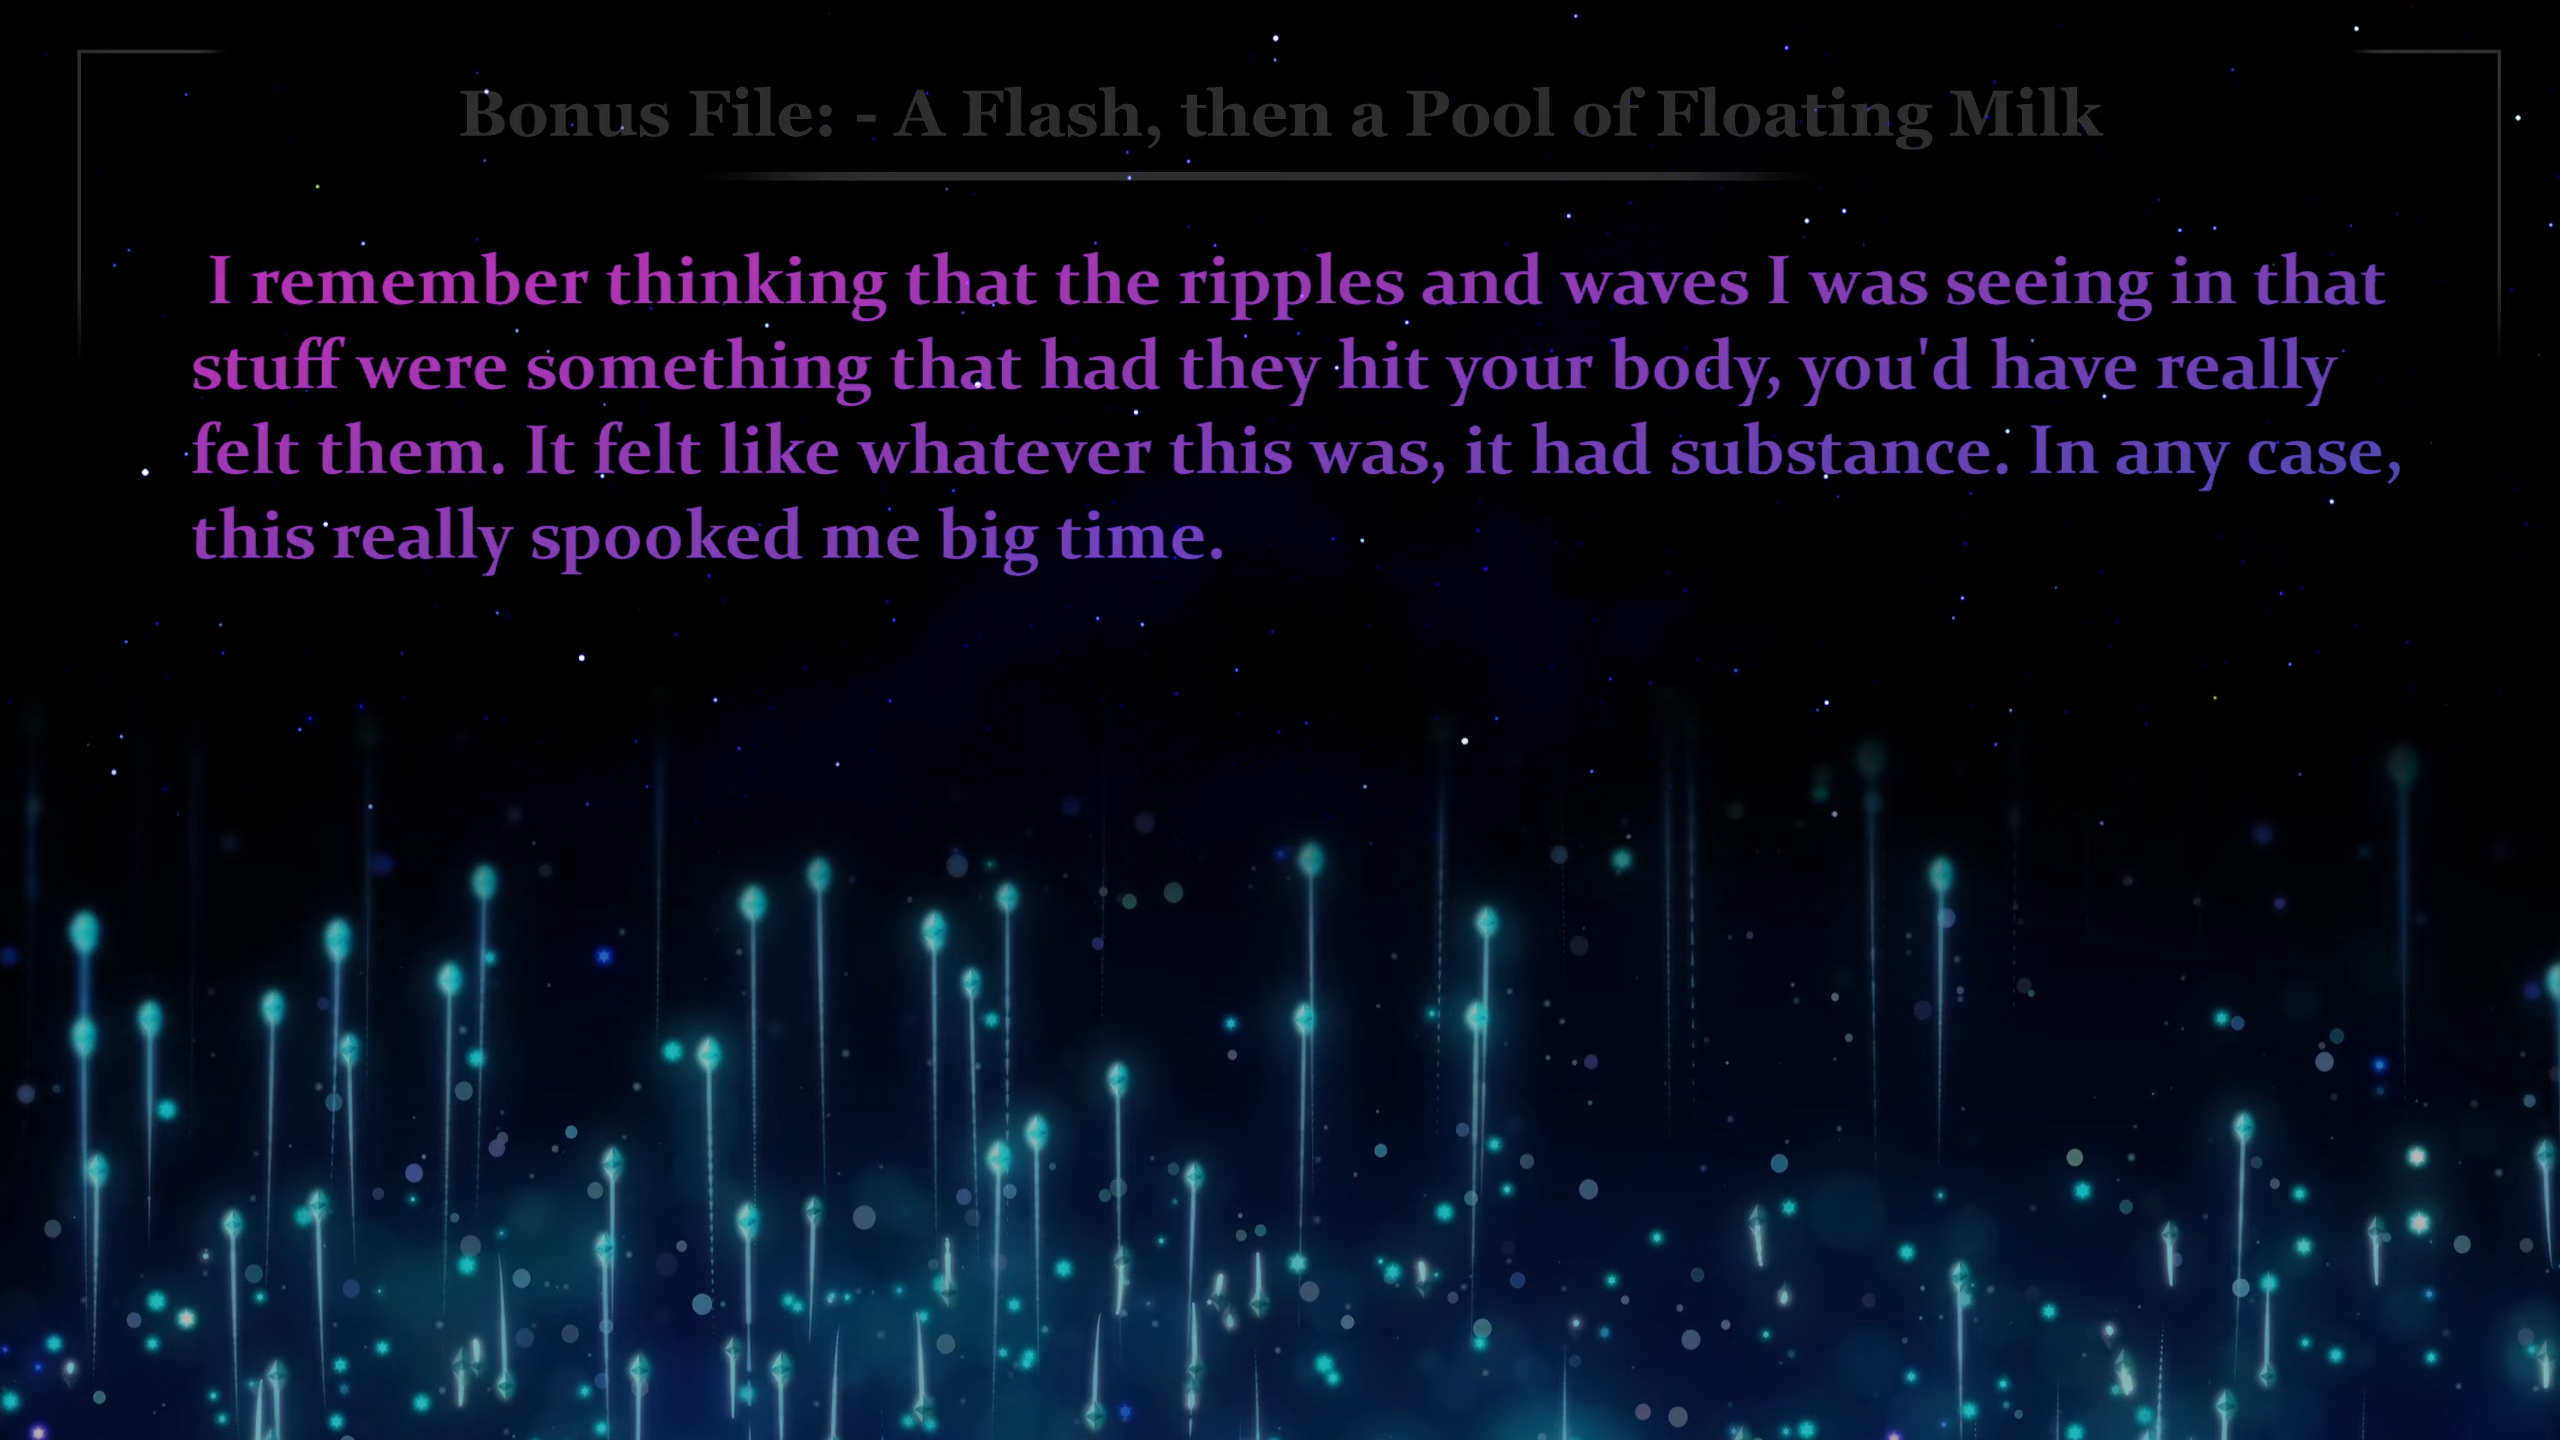 Bonus File: - A Flash, then a Pool of Floating Milk
I remember thinking that the ripples and waves I was seeing in that
stuff were something that had they hit your body, you'd have really
felt them. It felt like whatever this was, it had substance. In any case,
this really spooked me big time.